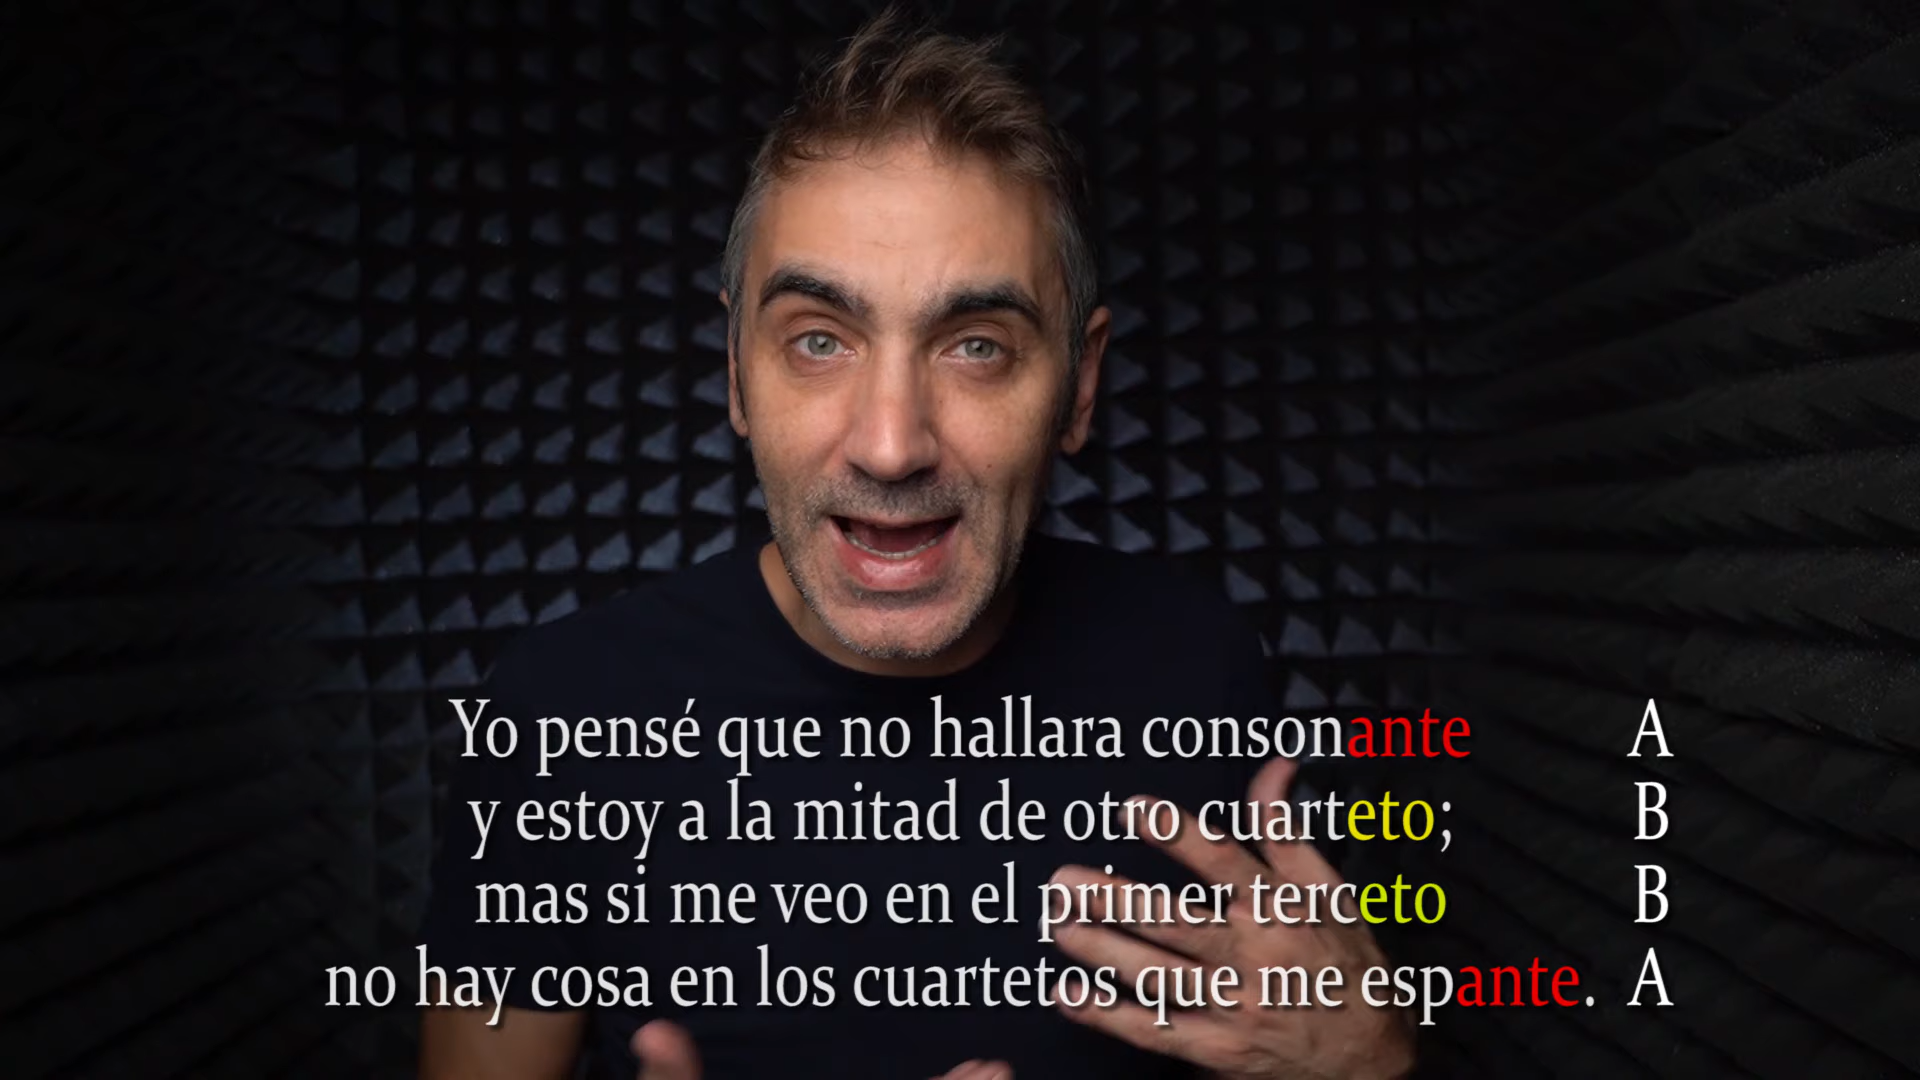 Yo pensé que no hallara consonante A
y estoy a la mitad de otro cuarteto; B
mas si me veo en el primer terceto B
no hay cosa en los cuartetos que me espante. A